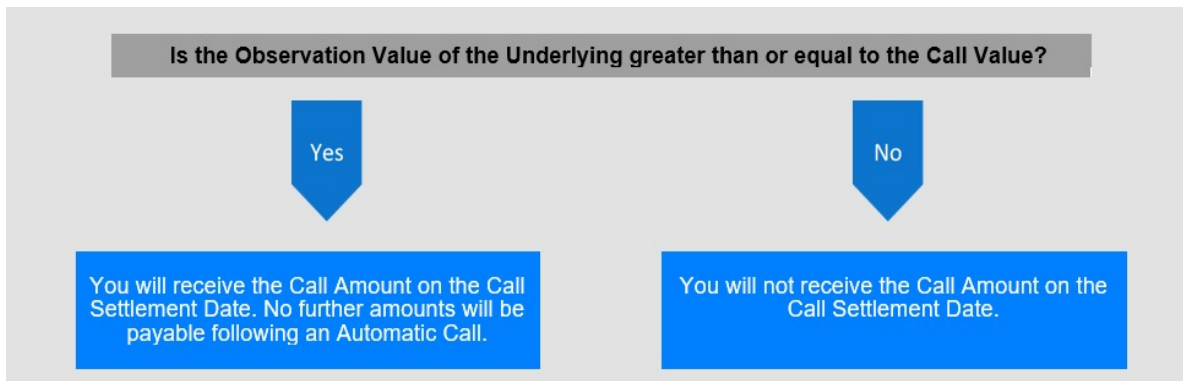 Is the Observation Value of the Underlying greater than or equal to the Call Value?
Yes
No
You will receive the Call Amount on the Call
Settlement Date. No further amounts will be
payable following an Automatic Call.
You will not receive the Call Amount on the
Call Settlement Date.